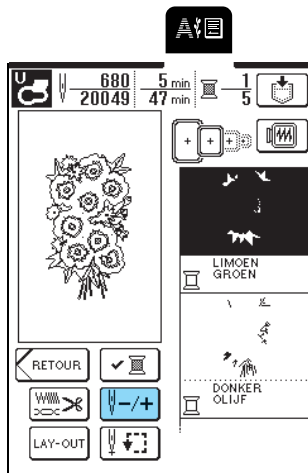 A
U
680 5 min 1
20049 47 min 5
LIMOEN
GROEN
RETOUR
DONKER
OLIJF
-/+
LAY-OUT